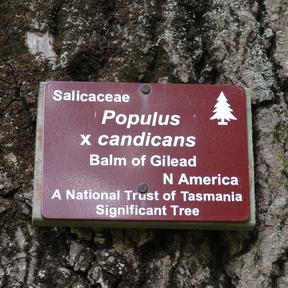 Salicaceae
Populus
x candicans
Balm of Gilead
N America
A National Trust of Tasmania
Significant Tree